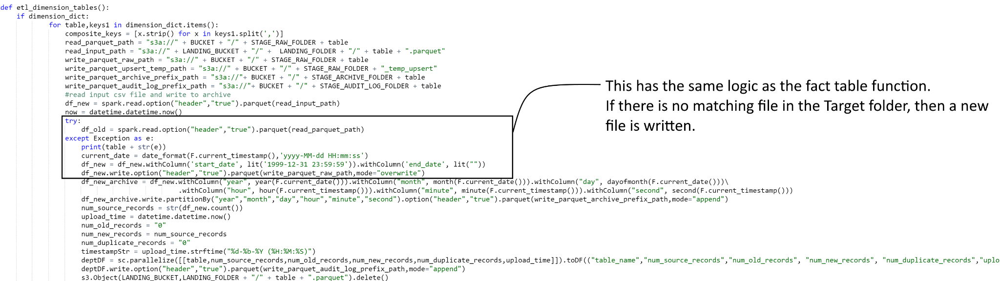 def etl_dimension_tables():
if dimension_dict:
for table,keys1 in dimension_dict.items():
composite_keys = [x.strip() for x in keys1.split(',')]
read_parquet_path = "s3a://" + BUCKET + "/" + STAGE_RAW_FOLDER + table
read_input_path = "s3a://" + LANDING_BUCKET + "/" +  LANDING_FOLDER + "/" + table + ".parquet"
write_parquet_raw_path = "s3a://" + BUCKET + "/" + STAGE_RAW_FOLDER + table
write_parquet_upsert_temp_path = "s3a://" + BUCKET + "/" + STAGE_RAW_FOLDER + "_temp_upsert"
write_parquet_archive_prefix_path = "s3a://"+ BUCKET + "/" + STAGE_ARCHIVE_FOLDER + table
write_parquet_audit_log_prefix_path = "s3a://"+ BUCKET + "/" + STAGE_AUDIT_LOG_FOLDER + table
#read input csv file and write to archive
df_new = spark.read.option("header","true").parquet(read_input_path)
now = datetime.datetime.now()
try:
df_old = spark.read.option("header","true").parquet(read_parquet_path)
except Exception as e:
print(table + str(e))
current_date = date_format(F.current_timestamp(),'yyyy-MM-dd HH:mm:ss')
df_new = df_new.withColumn('start_date', lit('1999-12-31 23:59:59')).withColumn('end_date', lit(""))
df_new.write.option("header","true").parquet(write_parquet_raw_path,mode="overwrite")
df_new_archive = df_new.withColumn("year", year(F.current_date())).withColumn("month", month(F.current_date())).withColumn("day", dayofmonth(F.current_date()))\
.withColumn("hour", hour(F.current_timestamp())).withColumn("minute", minute(F.current_timestamp())).withColumn("second", second(F.current_timestamp()))
df_new_archive.write.partitionBy("year","month","day","hour","minute","second").option("header","true").parquet(write_parquet_archive_prefix_path,mode="append")
num_source_records = str(df_new.count())
upload_time = datetime.datetime.now()
num_old_records = "0"
num_new_records = num_source_records
num_duplicate_records = "0"
timestampStr = upload_time.strftime("%d-%b-%Y (%H:%M:%S)")
deptDF = sc.parallelize([[table,num_source_records,num_old_records,num_new_records,num_duplicate_records,upload_time]]).toDF(("table_name","num_source_records","num_old_records", "num_new_records", "num_duplicate_records","uplo
deptDF.write.option("header","true").parquet(write_parquet_audit_log_prefix_path,mode="append")
s3.Object(LANDING_BUCKET,LANDING_FOLDER + "/" + table + ".parquet").delete()
This has the same logic as the fact table function.
If there is no matching file in the Target folder, then a new
file is written.